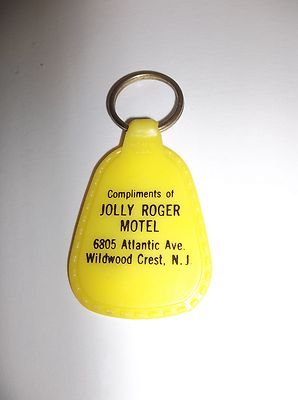 Compliments of
JOLLY ROGER
MOTEL
6805 Atlantic Ave.
Wildwood Crest, N.J.